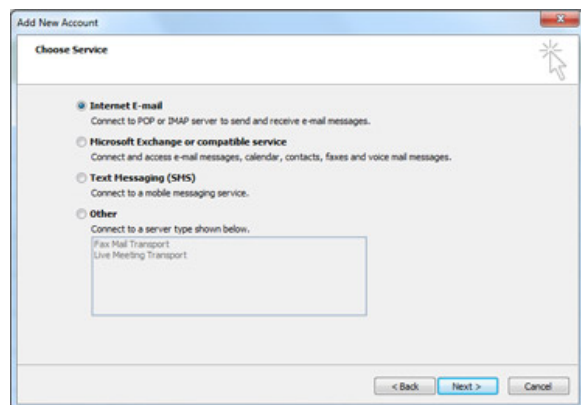 Add New Account
Choose Service
Internet E-mail
Connect to POP or IMAP server to send and receive e-mail messages.
Microsoft Exchange or compatible service
Connect and access e-mail messages, calendar, contacts, faxes and voice mail messages.
Text Messaging (SMS)
Connect to a mobile messaging service.
Other
Connect to a server type shown below.
Fax Mail Transport
Live Meeting Transport
< Back Next > Cancel